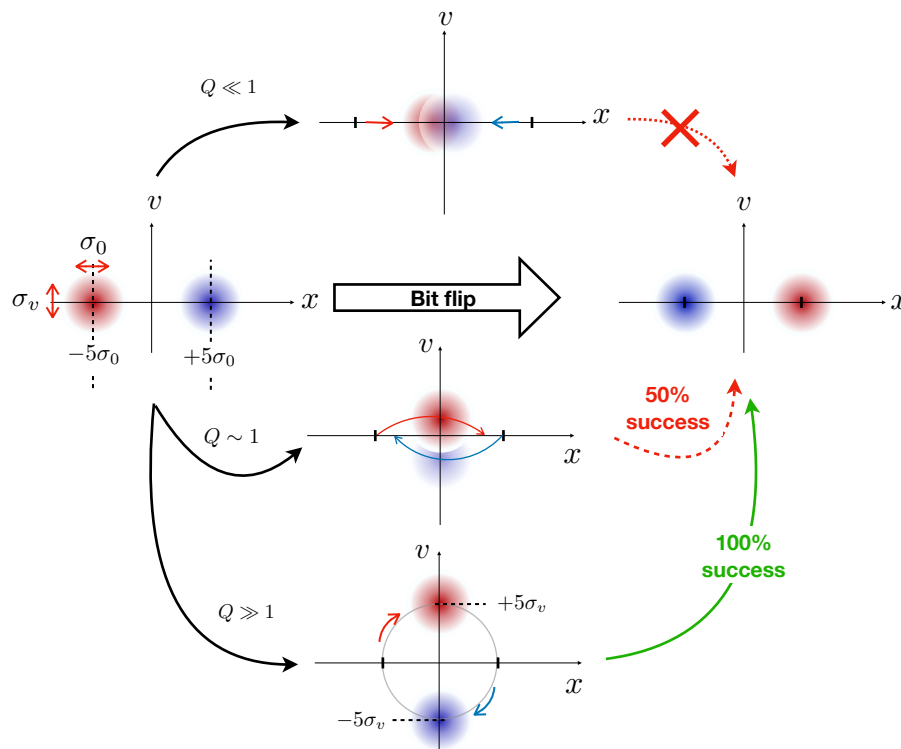 v
Q ≪ 1
x
v
σ₀
σᵥ
x
−5σ₀
+5σ₀
Bit flip
v
x
v
Q ∼ 1
x
50%
success
v
Q ≫ 1
+5σᵥ
x
−5σᵥ
100%
success